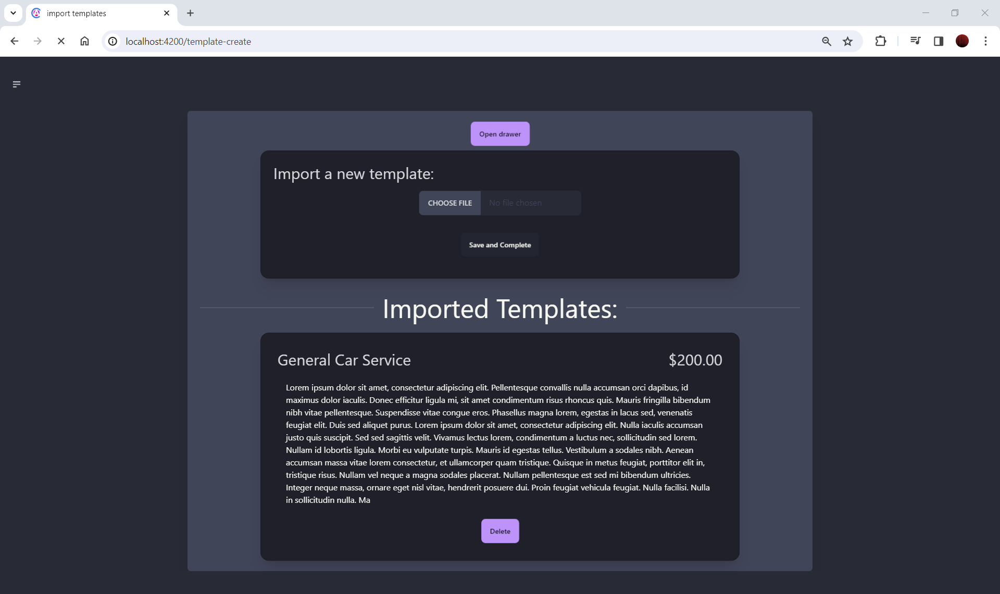 import templates
localhost:4200/template-create
Open drawer
Import a new template:
CHOOSE FILE No file chosen
Save and Complete
Imported Templates:
General Car Service $200.00
Lorem ipsum dolor sit amet, consectetur adipiscing elit. Pellentesque convallis nulla accumsan orci dapibus, id
maximus dolor iaculis. Donec efficitur ligula mi, sit amet condimentum risus rhoncus quis. Mauris fringilla bibendum
nibh vitae pellentesque. Suspendisse vitae congue eros. Phasellus magna lorem, egestas in lacus sed, venenatis
feugiat elit. Duis sed aliquet purus. Lorem ipsum dolor sit amet, consectetur adipiscing elit. Nulla iaculis accumsan
justo quis suscipit. Sed sed sagittis velit. Vivamus lectus lorem, condimentum a luctus nec, sollicitudin sed lorem.
Nullam id lobortis ligula. Morbi eu vulputate turpis. Mauris id egestas tellus. Vestibulum a sodales nibh. Aenean
accumsan massa vitae lorem consectetur, et ullamcorper quam tristique. Quisque in metus feugiat, porttitor elit in,
tristique risus. Nullam vel neque a magna sodales placerat. Nullam pellentesque est sed mi bibendum ultricies.
Integer neque massa, ornare eget nisl vitae, hendrerit posuere dui. Proin feugiat vehicula feugiat. Nulla facilisi. Nulla
in sollicitudin nulla. Ma
Delete